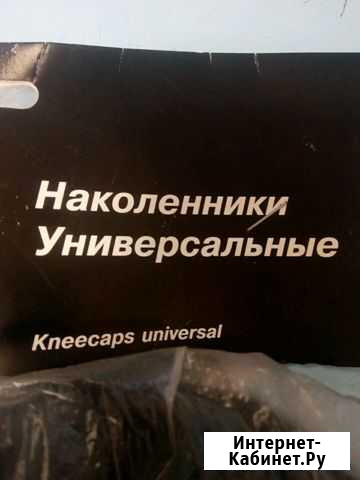 Наколенники
Универсальные
Kneecaps universal
Интернет-
Кабинет.Ру